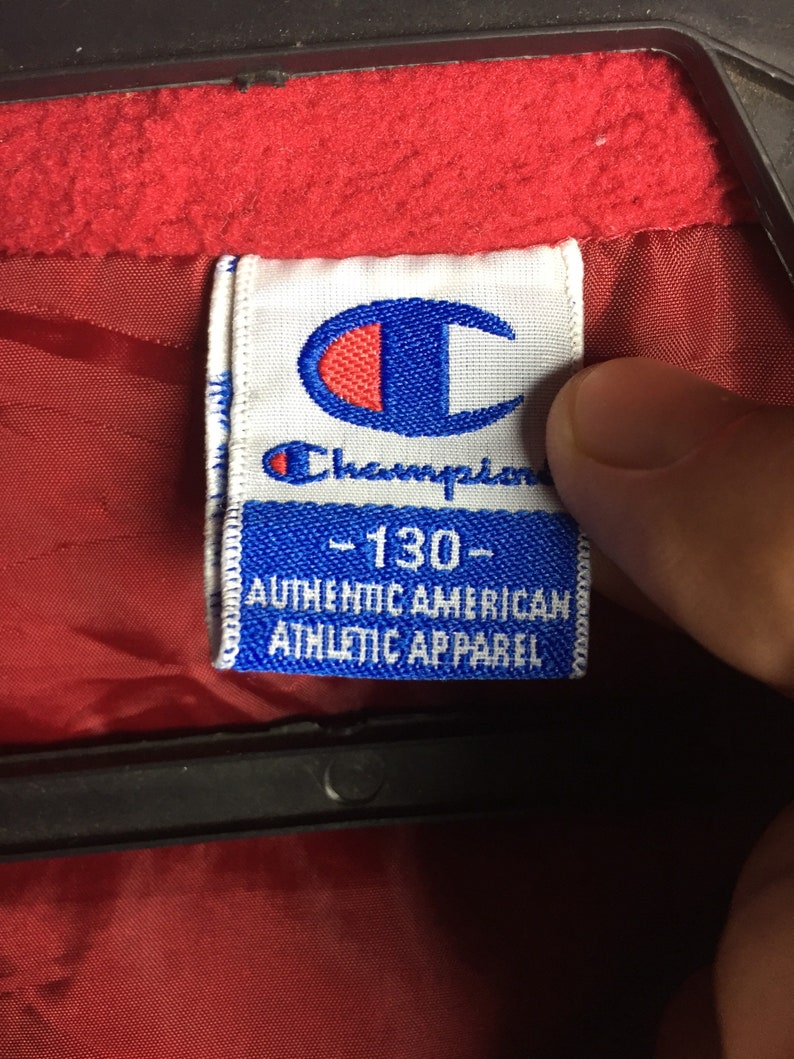 Champion
-130-
AUTHENTIC AMERICAN
ATHLETIC APPAREL